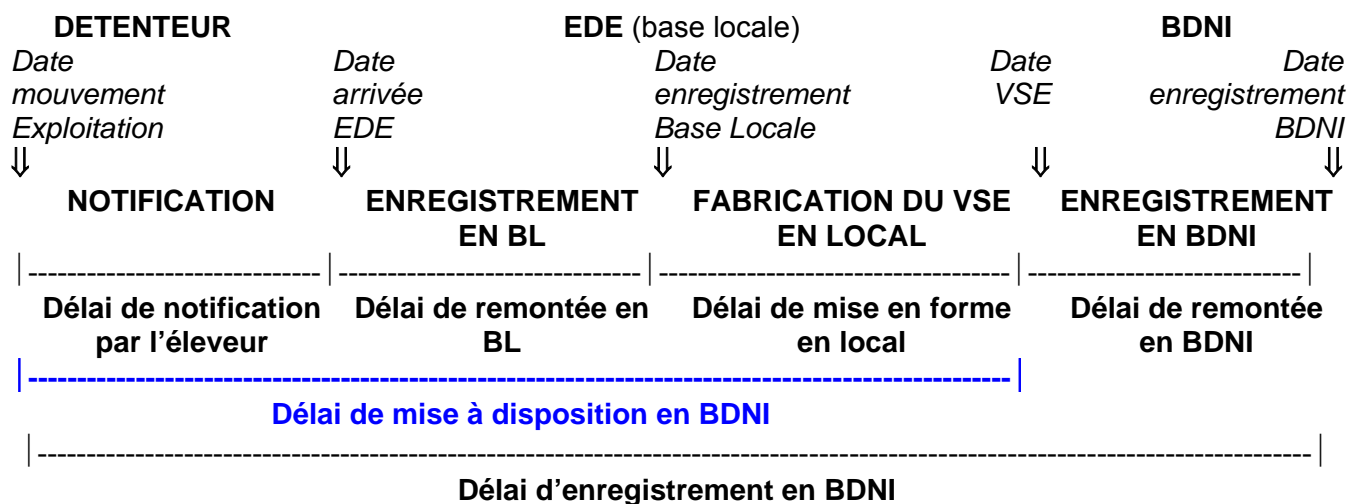 DETENTEUR EDE (base locale) BDNI
Date Date Date Date Date
mouvement arrivée enregistrement VSE enregistrement
Exploitation EDE Base Locale BDNI
⇓ ⇓ ⇓ ⇓ ⇓
NOTIFICATION ENREGISTREMENT FABRICATION DU VSE ENREGISTREMENT
EN BL EN LOCAL EN BDNI
Délai de notification Délai de remontée en Délai de mise en forme Délai de remontée
par l’éleveur BL en local en BDNI
Délai de mise à disposition en BDNI
Délai d’enregistrement en BDNI